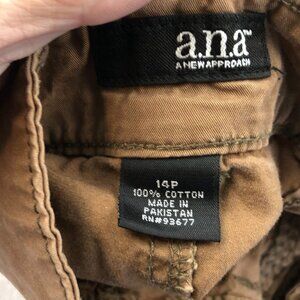 a.n.a™
A NEW APPROACH
14P
100% COTTON
MADE IN
PAKISTAN
RN#93677